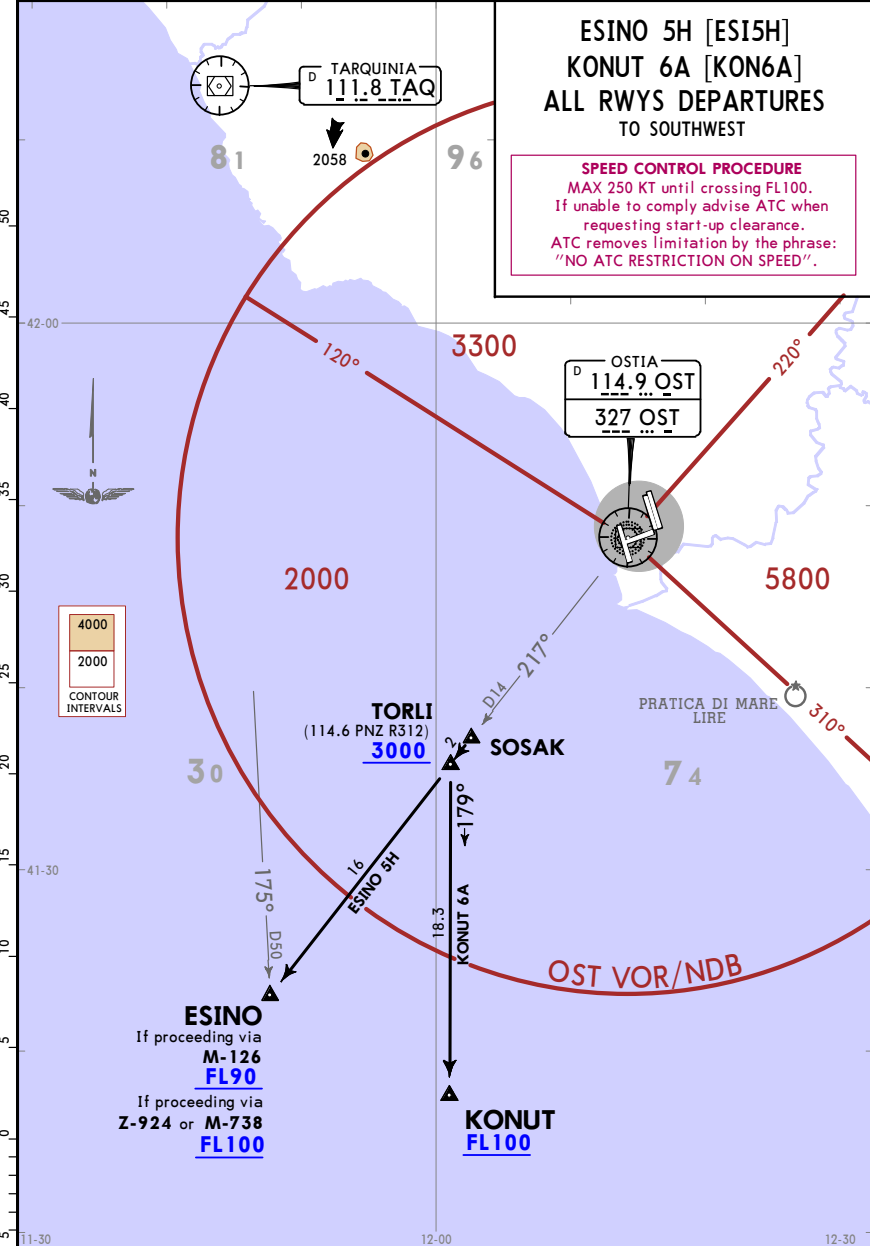 ESINO 5H [ESI5H]
KONUT 6A [KON6A]
ALL RWYS DEPARTURES
TO SOUTHWEST
SPEED CONTROL PROCEDURE
MAX 250 KT until crossing FL100.
If unable to comply advise ATC when
requesting start-up clearance.
ATC removes limitation by the phrase:
"NO ATC RESTRICTION ON SPEED".
TARQUINIA
D 111.8 TAQ
2058
81
96
50
45
42-00
3300
120°
220°
OSTIA
D 114.9 OST
327 OST
40
N
35
30
2000
5800
4000
2000
CONTOUR
INTERVALS
25
217°
D14
PRATICA DI MARE
LIRE
310°
TORLI
(114.6 PNZ R312)
3000
2
SOSAK
20
30
74
179°
15
41-30
16
ESINO 5H
175°
D50
18.3
KONUT 6A
10
OST VOR/NDB
ESINO
If proceeding via
M-126
FL90
If proceeding via
Z-924 or M-738
FL100
5
KONUT
FL100
0
5
11-30
12-00
12-30